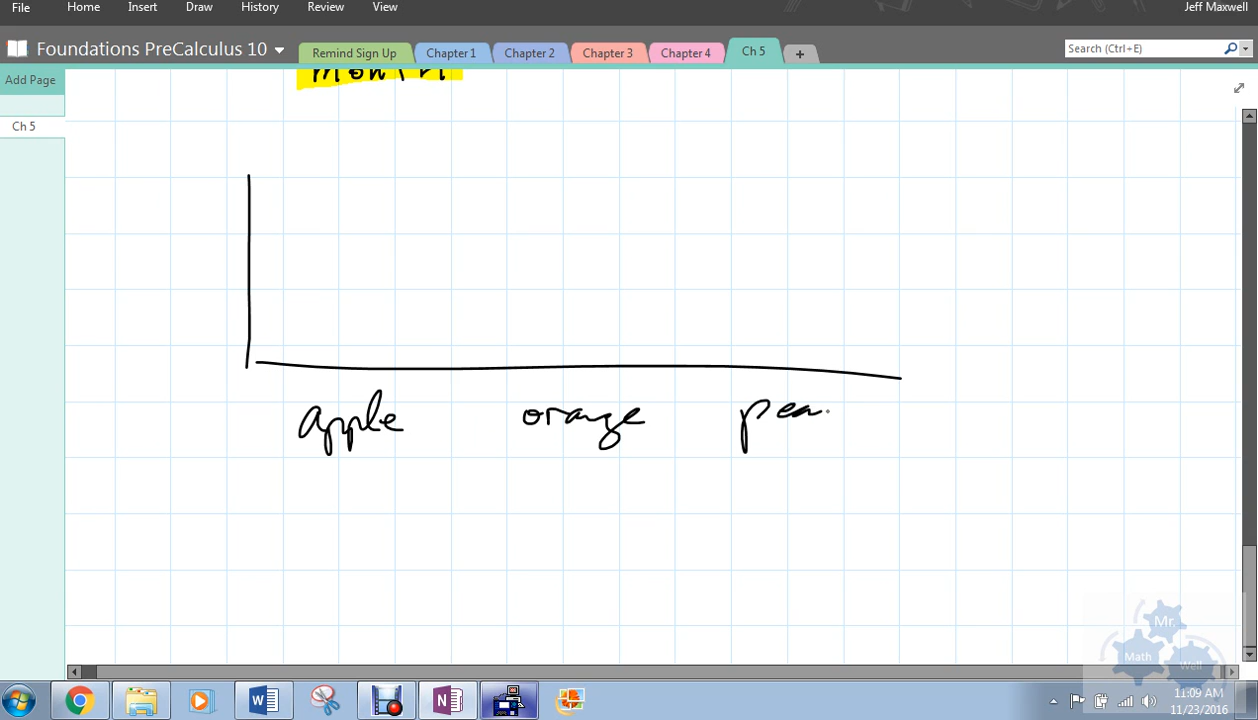 File Home Insert Draw History Review View Jeff Maxwell
Foundations PreCalculus 10 Remind Sign Up Chapter 1 Chapter 2 Chapter 3 Chapter 4 Ch 5 + Search (Ctrl+E)
Add Page
Ch 5
apple orange pea
Mr.
Math
Well
11:09 AM
11/23/2016